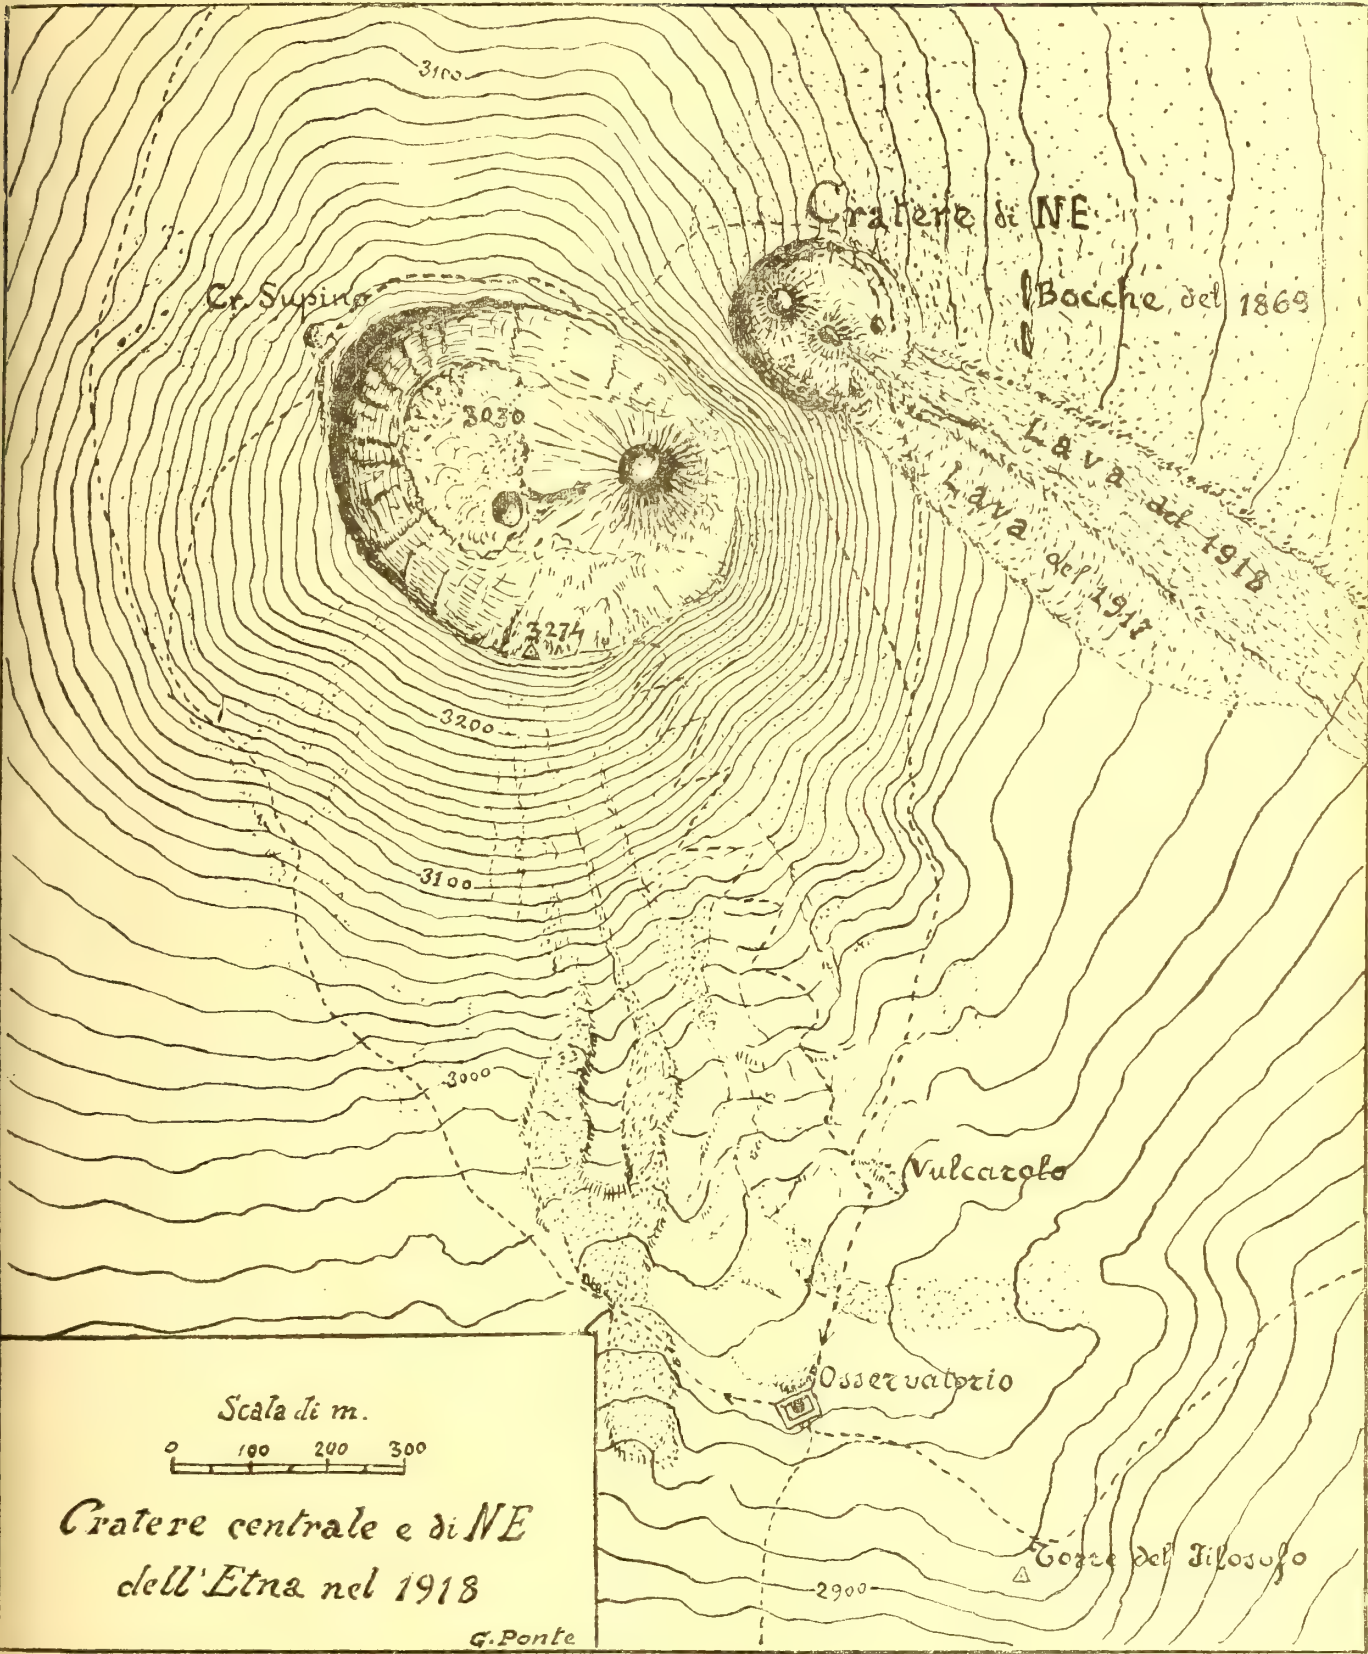 3100
Cratere di NE
Cr. Supino
Bocche del 1869
3030
Lava del 1918
Lava del 1917
3274
3200
3100
3000
Vulcarolo
Osservatorio
Torre del Filosofo
2900
Scala di m.
0 100 200 300
Cratere centrale e di NE
dell'Etna nel 1918
G. Ponte